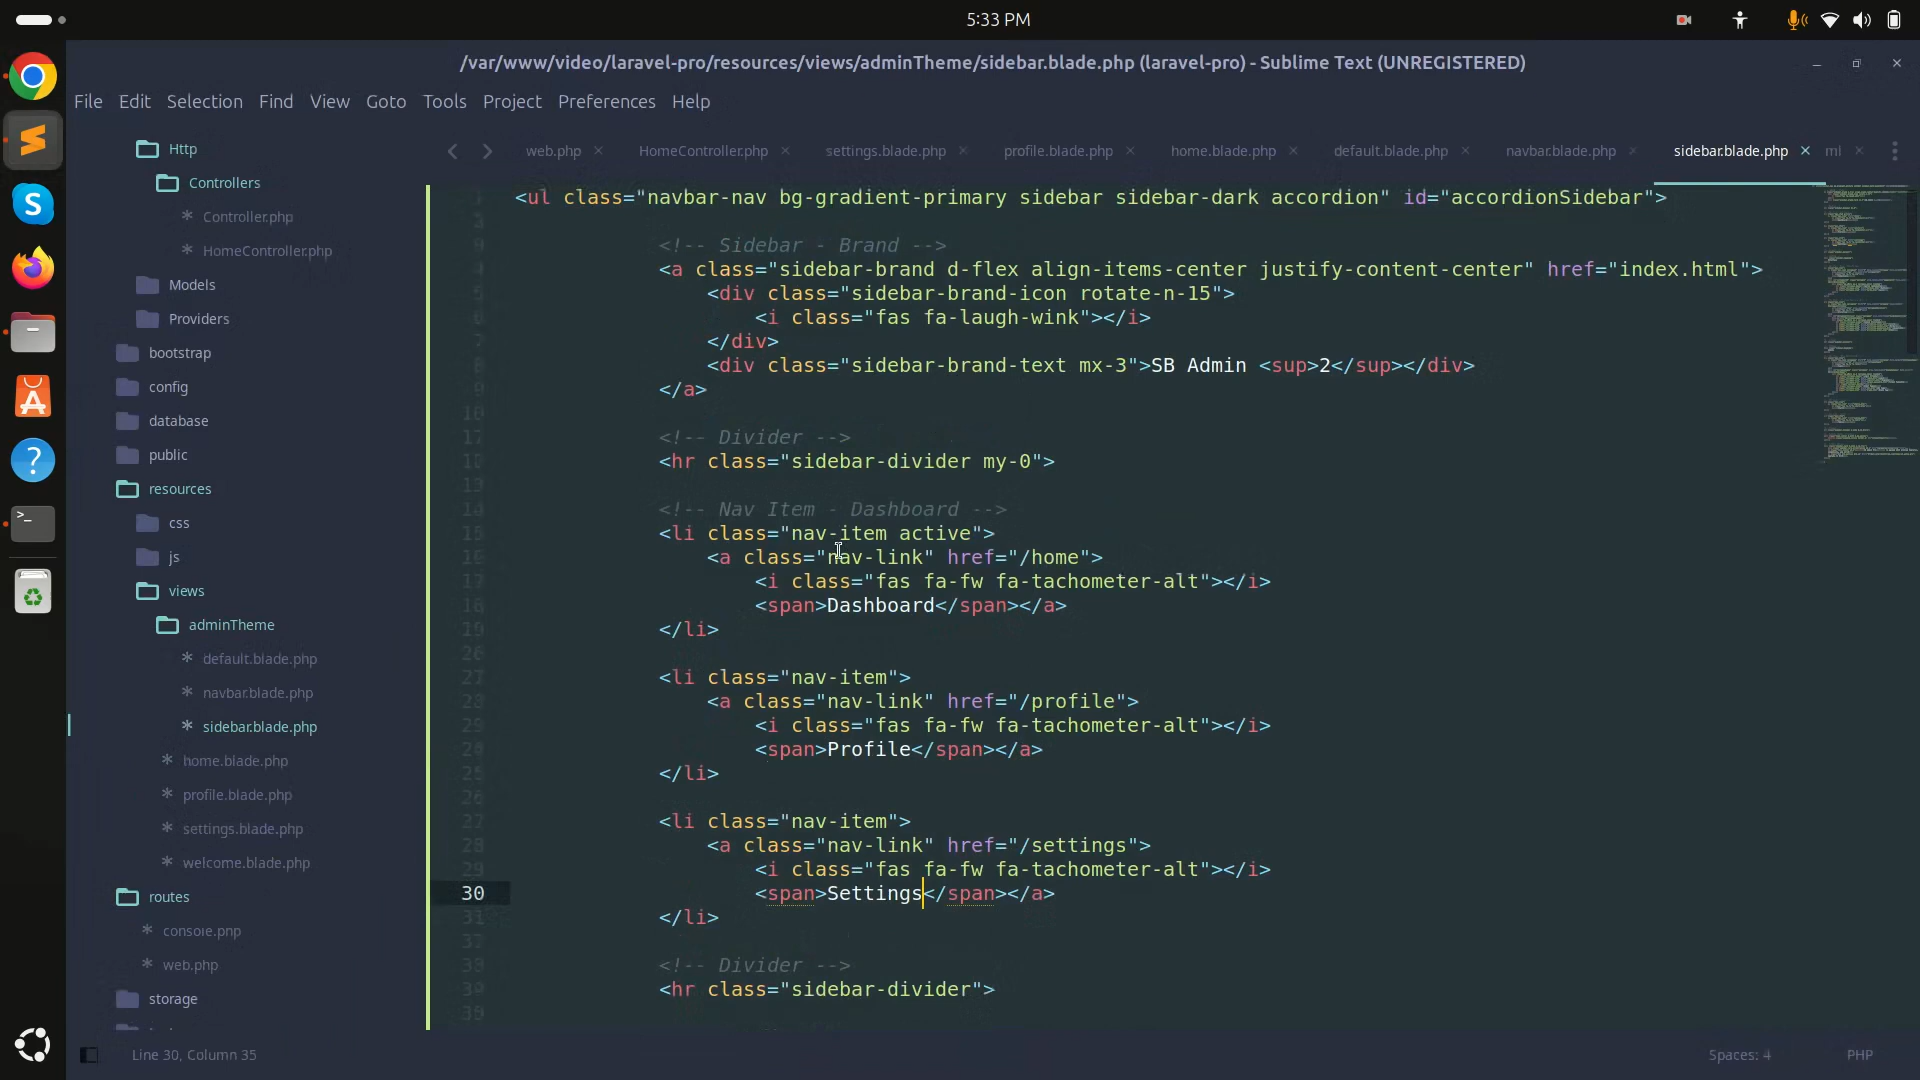 5:33 PM
/var/www/video/laravel-pro/resources/views/adminTheme/sidebar.blade.php (laravel-pro) - Sublime Text (UNREGISTERED)
File Edit Selection Find View Goto Tools Project Preferences Help
web.php HomeController.php settings.blade.php profile.blade.php home.blade.php default.blade.php navbar.blade.php sidebar.blade.php ml
Http
Controllers
Controller.php
HomeController.php
Models
Providers
bootstrap
config
database
public
resources
css
js
views
adminTheme
default.blade.php
navbar.blade.php
sidebar.blade.php
home.blade.php
profile.blade.php
settings.blade.php
welcome.blade.php
routes
console.php
web.php
storage
<ul class="navbar-nav bg-gradient-primary sidebar sidebar-dark accordion" id="accordionSidebar">
<!-- Sidebar - Brand -->
<a class="sidebar-brand d-flex align-items-center justify-content-center" href="index.html">
<div class="sidebar-brand-icon rotate-n-15">
<i class="fas fa-laugh-wink"></i>
</div>
<div class="sidebar-brand-text mx-3">SB Admin <sup>2</sup></div>
</a>
<!-- Divider -->
<hr class="sidebar-divider my-0">
<!-- Nav Item - Dashboard -->
<li class="nav-item active">
<a class="nav-link" href="/home">
<i class="fas fa-fw fa-tachometer-alt"></i>
<span>Dashboard</span></a>
</li>
<li class="nav-item">
<a class="nav-link" href="/profile">
<i class="fas fa-fw fa-tachometer-alt"></i>
<span>Profile</span></a>
</li>
<li class="nav-item">
<a class="nav-link" href="/settings">
<i class="fas fa-fw fa-tachometer-alt"></i>
30 <span>Settings</span></a>
</li>
<!-- Divider -->
<hr class="sidebar-divider">
Line 30, Column 35 Spaces: 4 PHP